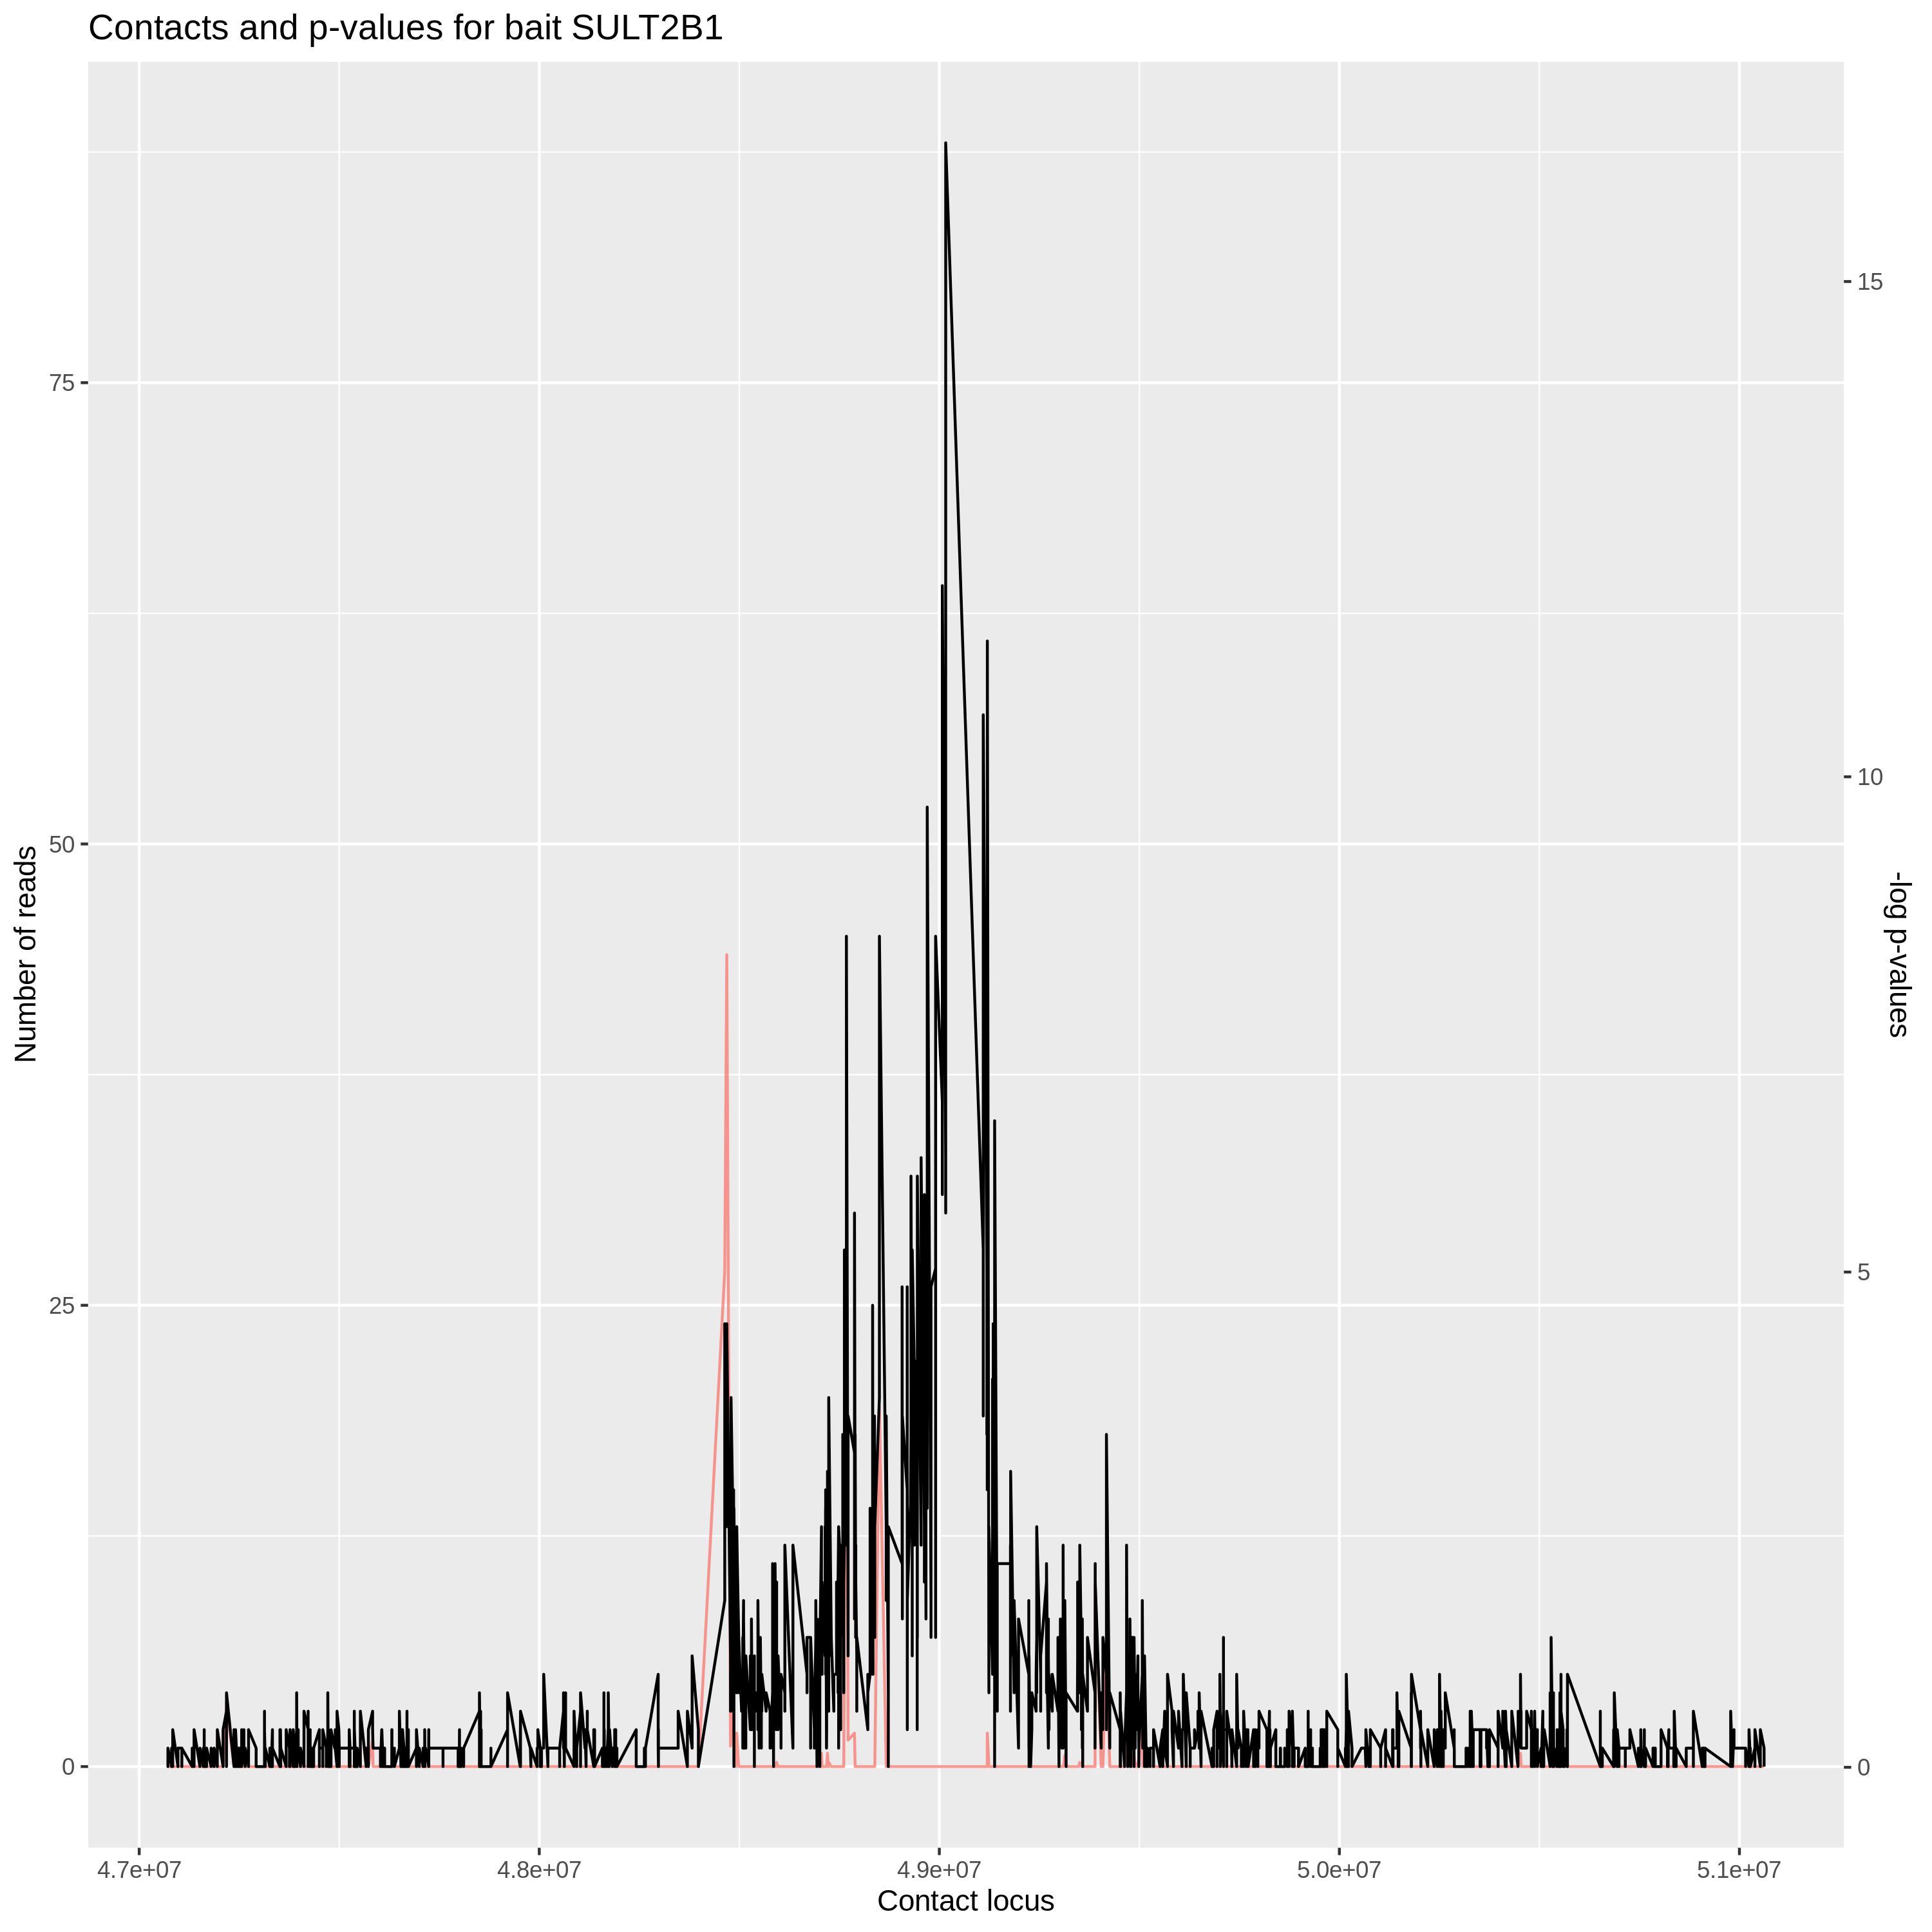 Contacts and p-values for bait SULT2B1
75
50
25
0
Number of reads
15
10
5
0
-log p-values
4.7e+07 4.8e+07 4.9e+07 5.0e+07 5.1e+07
Contact locus